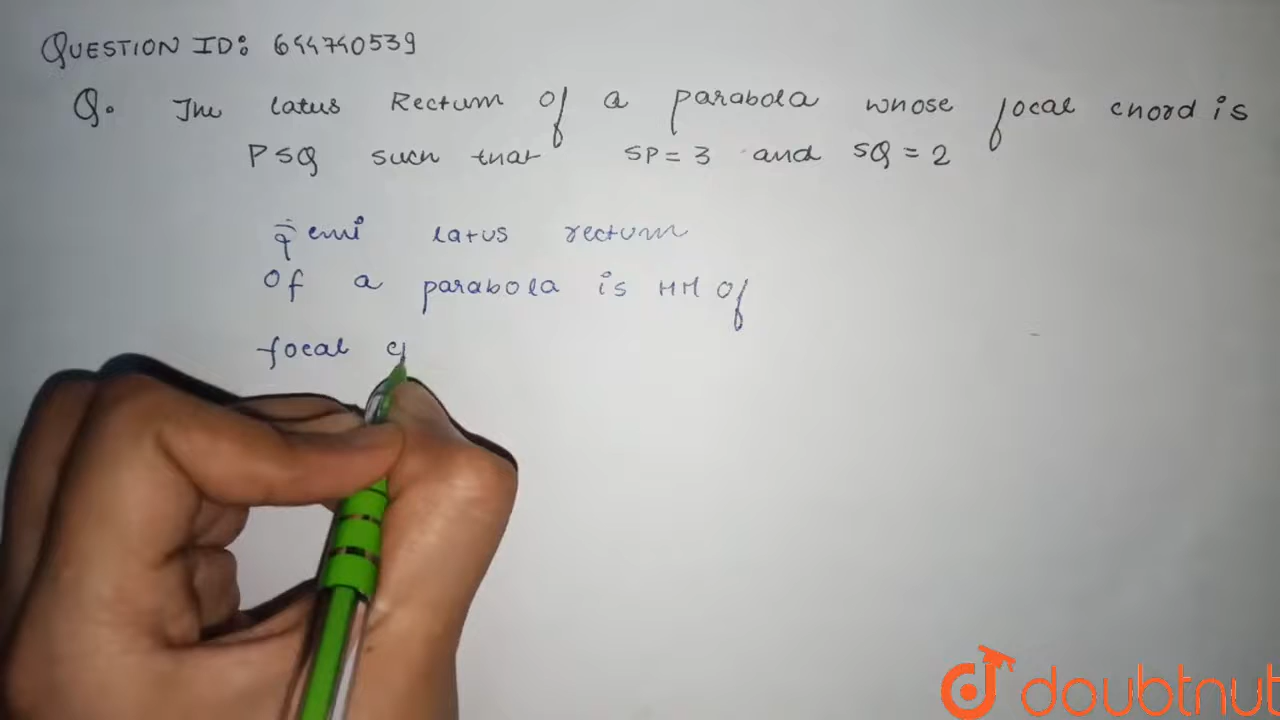 QUESTION ID: 644740539
Q. The latus Rectum of a parabola whose focal chord is
PSQ such that SP = 3 and SQ = 2
semi latus rectum
Of a parabola is HM Of
focal
doubtnut